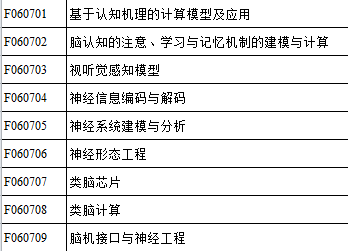 F060701 基于认知机理的计算模型及应用
F060702 脑认知的注意、学习与记忆机制的建模与计算
F060703 视听觉感知模型
F060704 神经信息编码与解码
F060705 神经系统建模与分析
F060706 神经形态工程
F060707 类脑芯片
F060708 类脑计算
F060709 脑机接口与神经工程